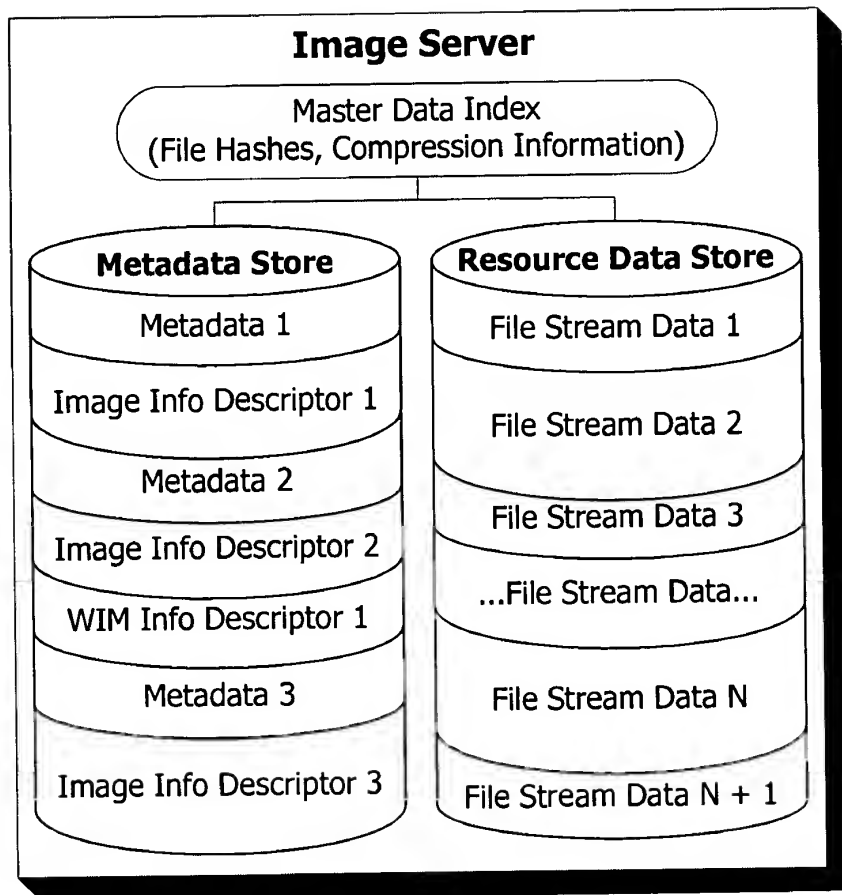 Image Server
Master Data Index
(File Hashes, Compression Information)
Metadata Store
Metadata 1
Image Info Descriptor 1
Metadata 2
Image Info Descriptor 2
WIM Info Descriptor 1
Metadata 3
Image Info Descriptor 3
Resource Data Store
File Stream Data 1
File Stream Data 2
File Stream Data 3
...File Stream Data...
File Stream Data N
File Stream Data N + 1